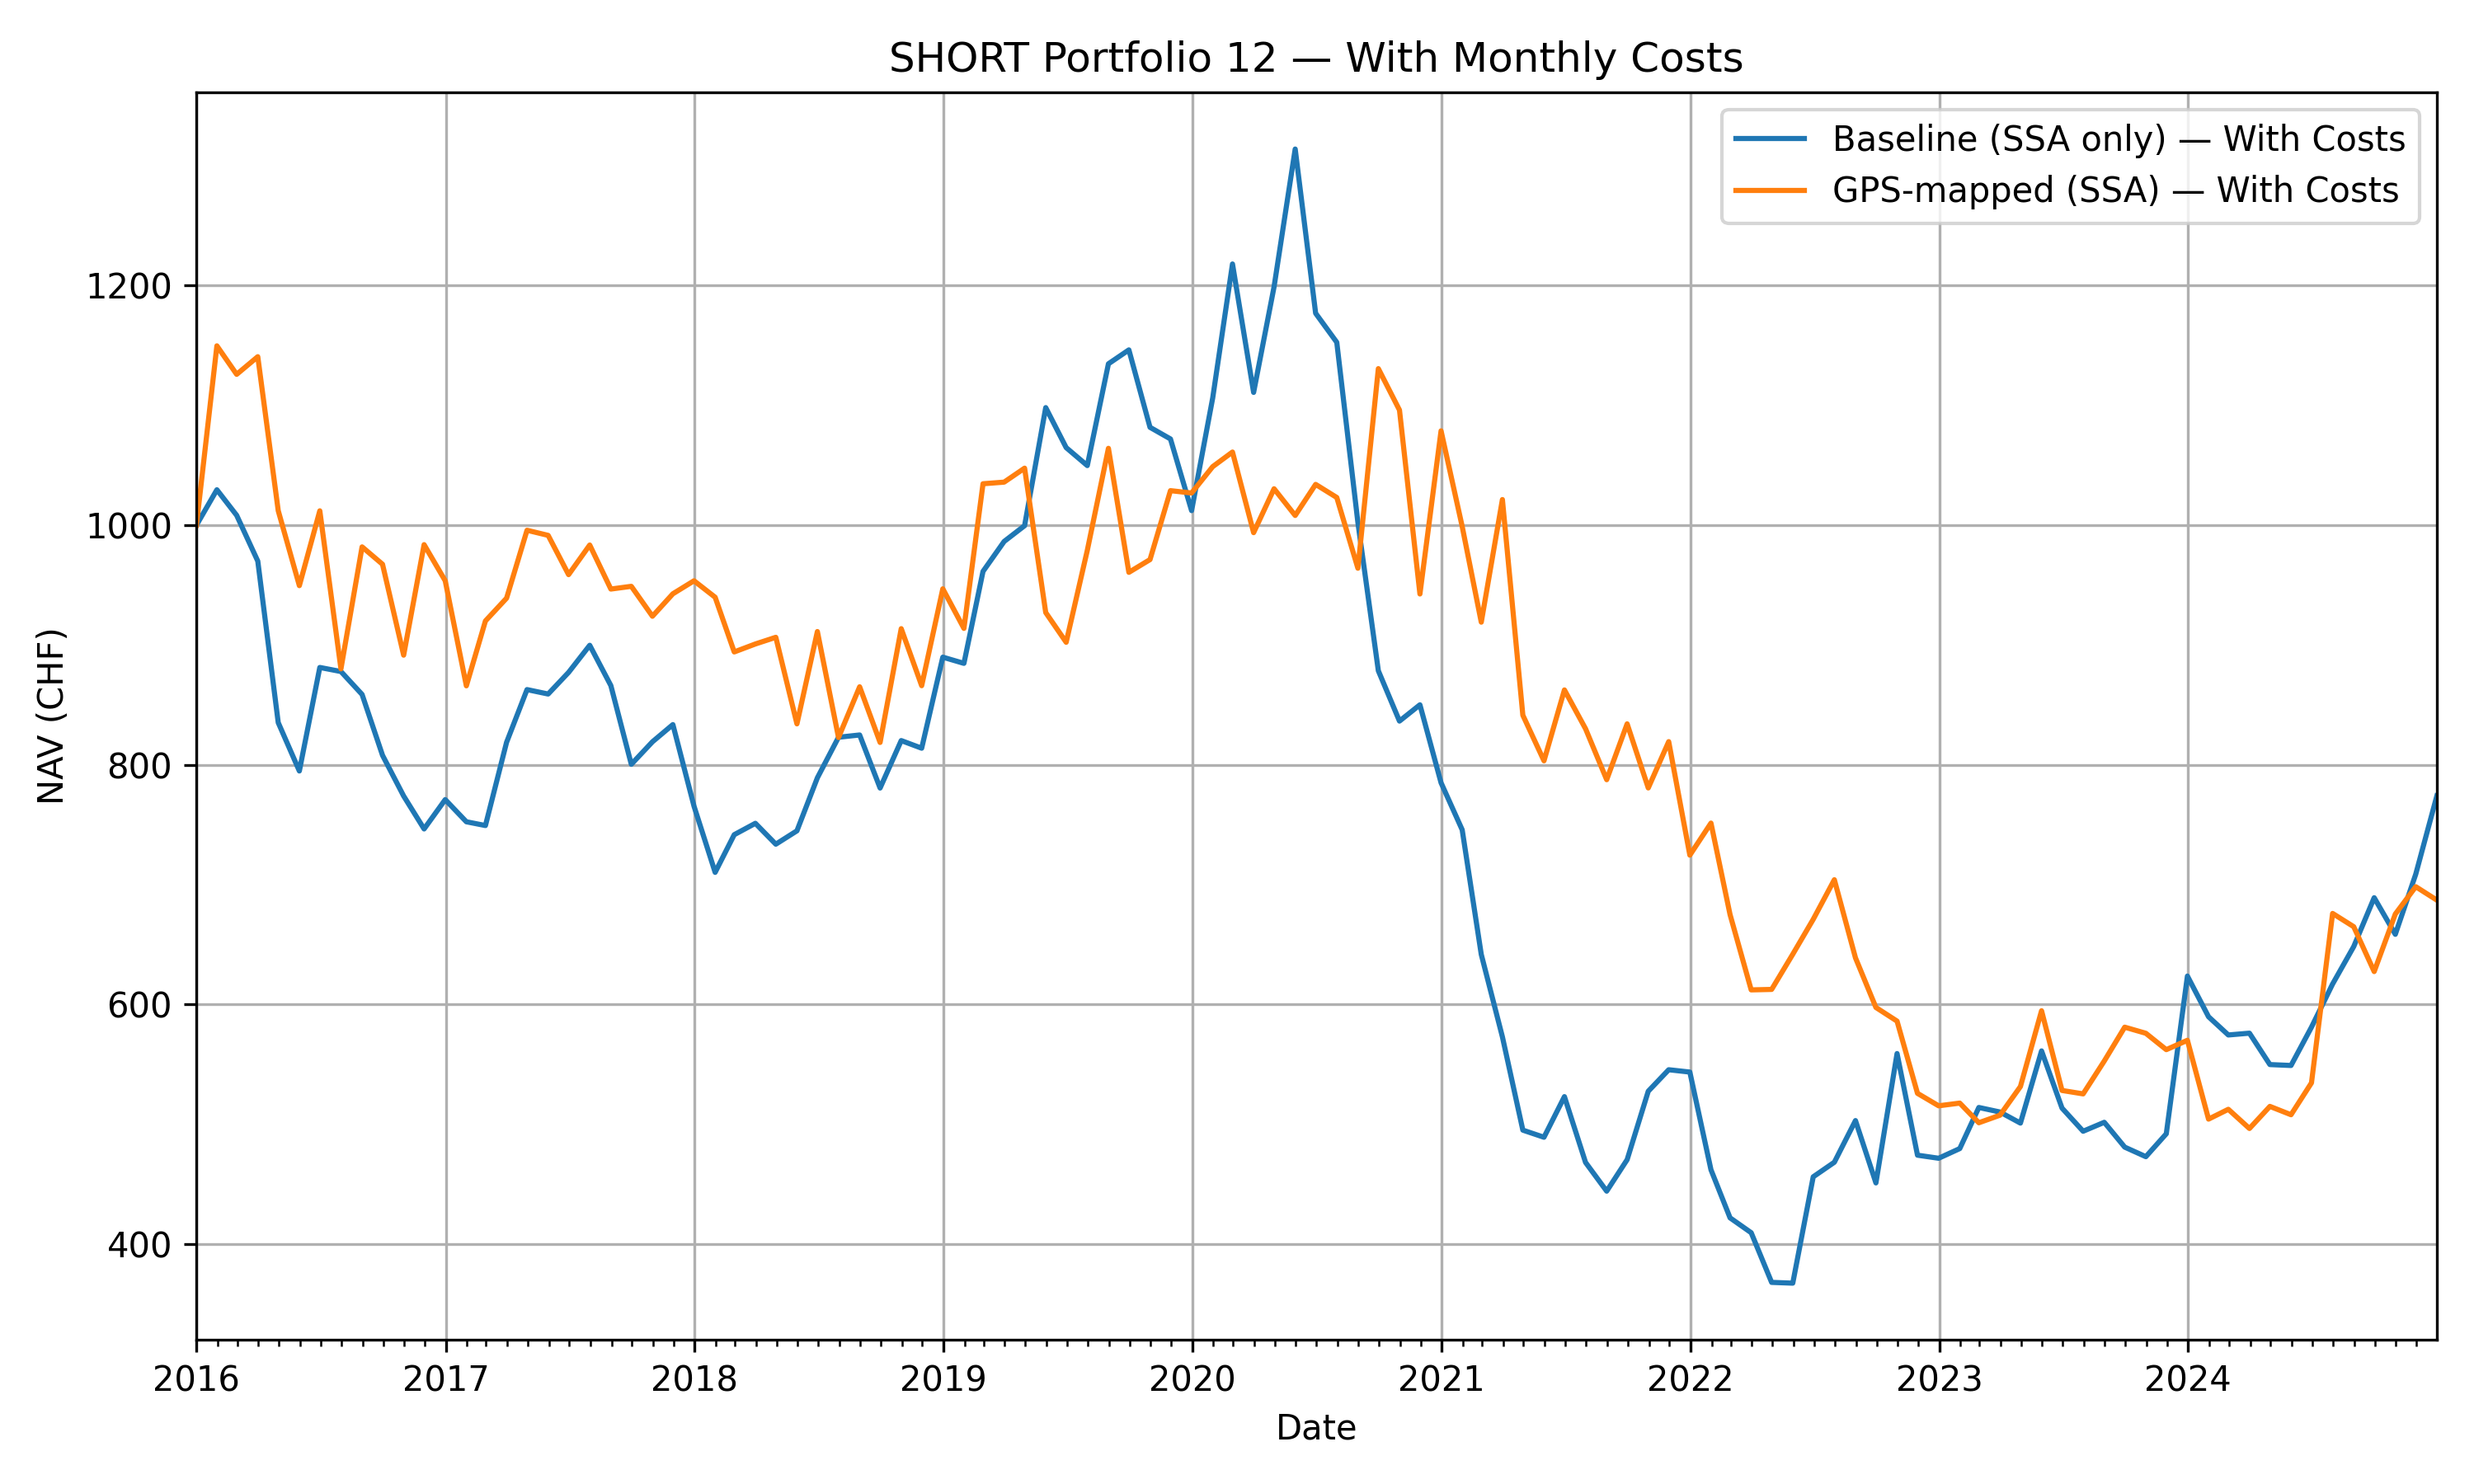 SHORT Portfolio 12 — With Monthly Costs
Baseline (SSA only) — With Costs
GPS-mapped (SSA) — With Costs
1200
1000
800
600
400
NAV (CHF)
2016 2017 2018 2019 2020 2021 2022 2023 2024
Date